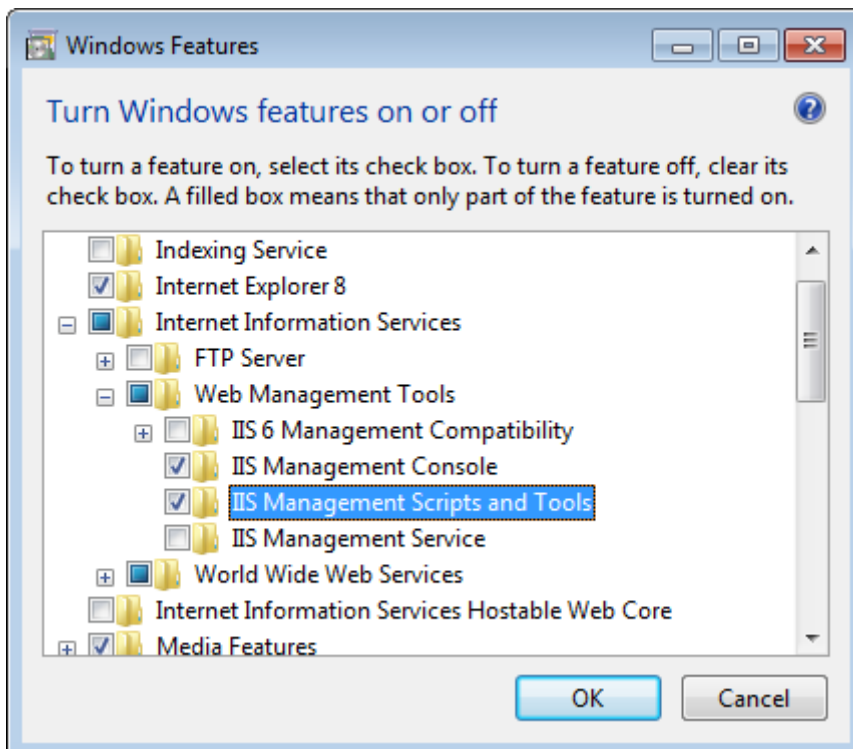 Windows Features
Turn Windows features on or off
To turn a feature on, select its check box. To turn a feature off, clear its
check box. A filled box means that only part of the feature is turned on.
Indexing Service
Internet Explorer 8
Internet Information Services
FTP Server
Web Management Tools
IIS 6 Management Compatibility
IIS Management Console
IIS Management Scripts and Tools
IIS Management Service
World Wide Web Services
Internet Information Services Hostable Web Core
Media Features
OK Cancel